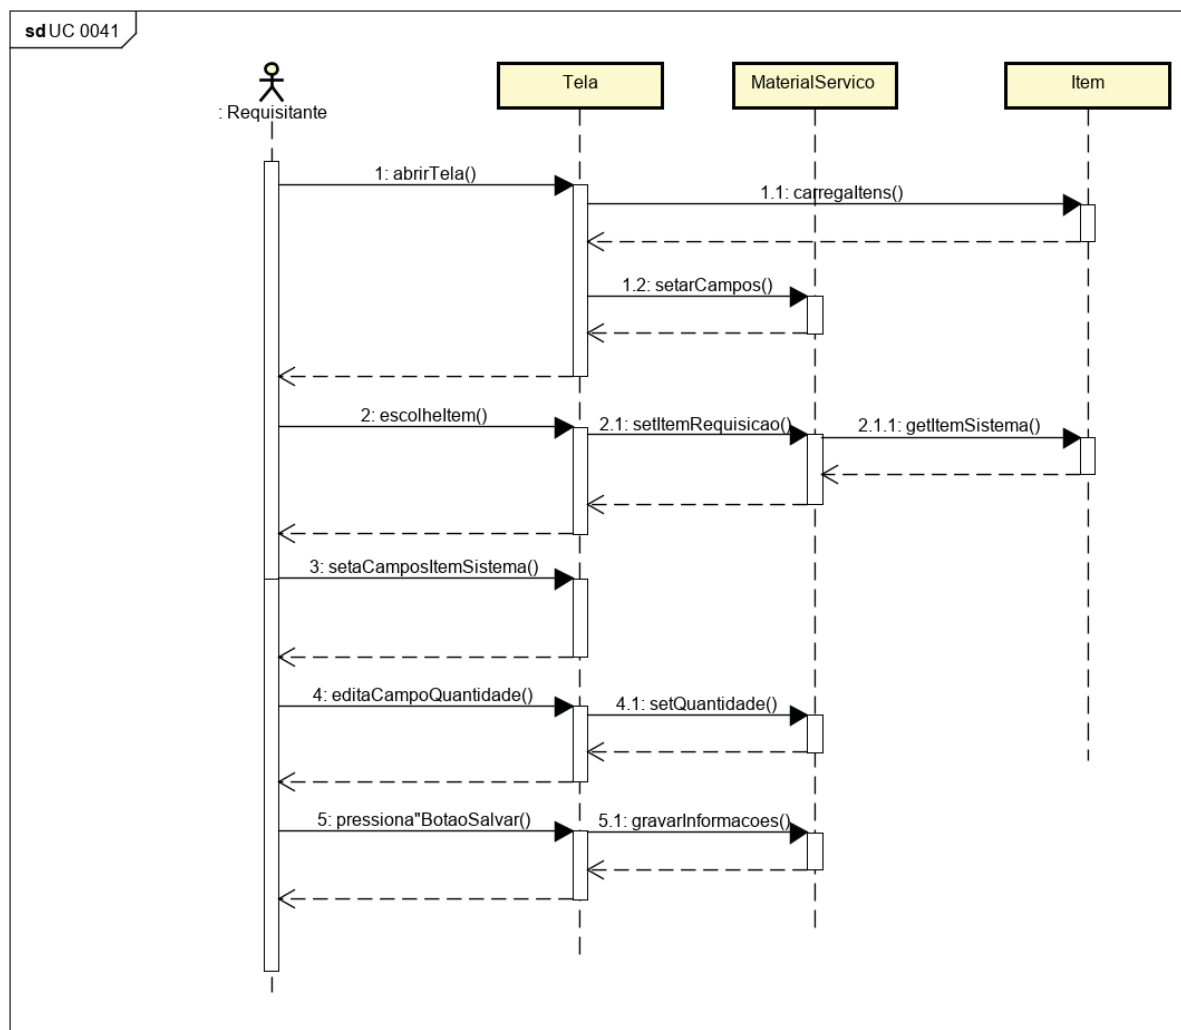 sd UC 0041
Tela
MaterialServico
Item
: Requisitante
1: abrirTela()
1.1: carregaItens()
1.2: setarCampos()
2: escolheItem()
2.1: setItemRequisicao()
2.1.1: getItemSistema()
3: setaCamposItemSistema()
4: editaCampoQuantidade()
4.1: setQuantidade()
5: pressiona"BotaoSalvar()
5.1: gravarInformacoes()